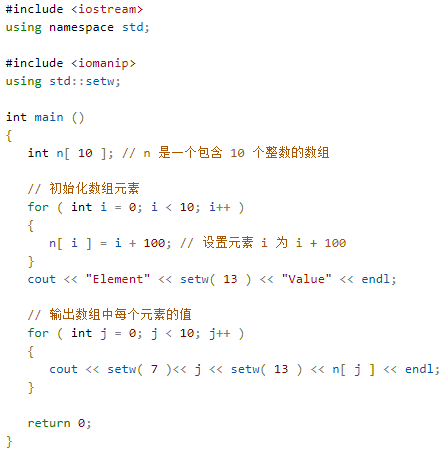 #include <iostream>
using namespace std;
#include <iomanip>
using std::setw;
int main ()
{
   int n[ 10 ]; // n 是一个包含 10 个整数的数组
   // 初始化数组元素
   for ( int i = 0; i < 10; i++ )
   {
      n[ i ] = i + 100; // 设置元素 i 为 i + 100
   }
   cout << "Element" << setw( 13 ) << "Value" << endl;
   // 输出数组中每个元素的值
   for ( int j = 0; j < 10; j++ )
   {
      cout << setw( 7 )<< j << setw( 13 ) << n[ j ] << endl;
   }
   return 0;
}